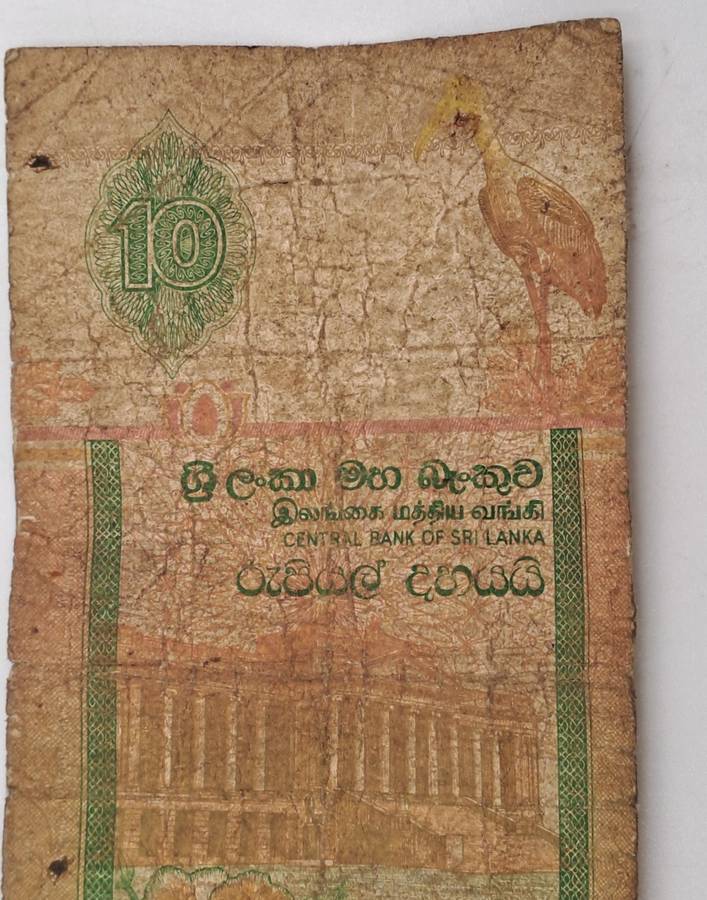 10
ශ්‍රී ලංකා මහ බැංකුව
இலங்கை மத்திய வங்கி
CENTRAL BANK OF SRI LANKA
රුපියල් දහයයි